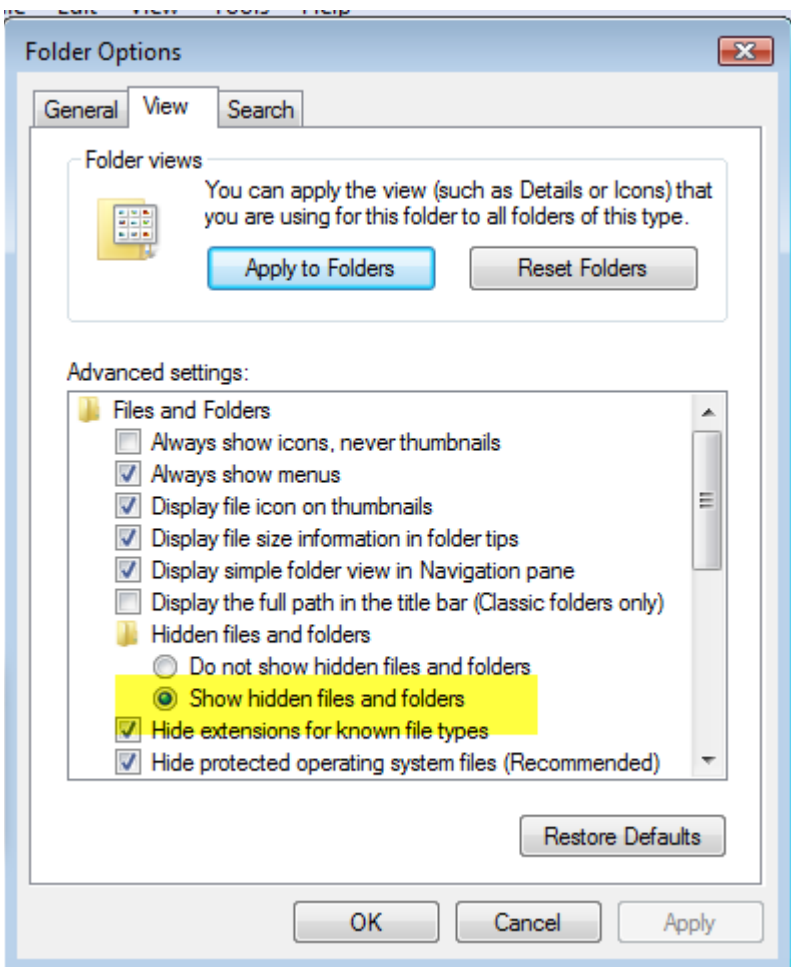 Folder Options
General View Search
Folder views
You can apply the view (such as Details or Icons) that
you are using for this folder to all folders of this type.
Apply to Folders Reset Folders
Advanced settings:
Files and Folders
Always show icons, never thumbnails
Always show menus
Display file icon on thumbnails
Display file size information in folder tips
Display simple folder view in Navigation pane
Display the full path in the title bar (Classic folders only)
Hidden files and folders
Do not show hidden files and folders
Show hidden files and folders
Hide extensions for known file types
Hide protected operating system files (Recommended)
Restore Defaults
OK Cancel Apply